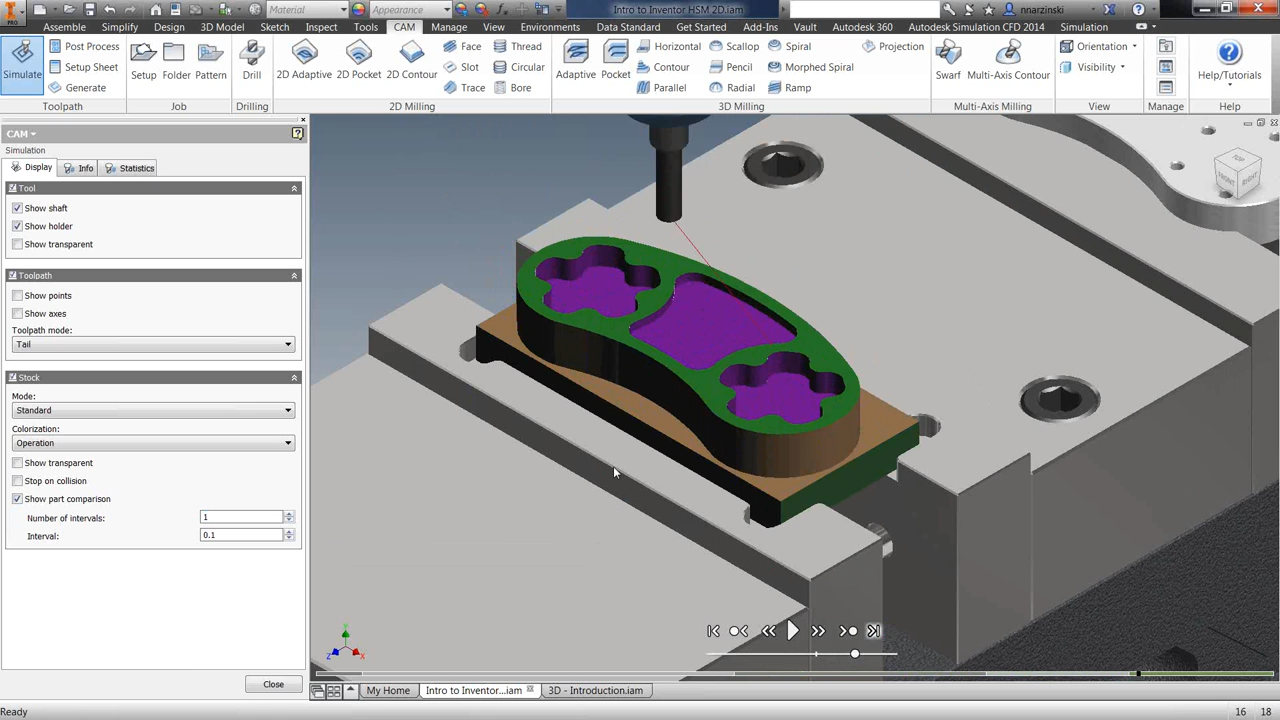 PRO
Material
Appearance
Intro to Inventor HSM 2D.iam
nnarzinski
Assemble Simplify Design 3D Model Sketch Inspect Tools CAM Manage Environments Data Standard Get Started Add-Ins Vault Autodesk 360 Autodesk Simulation CFD 2014 Simulation
Simulate
Post Process
Setup Sheet
Generate
Toolpath
Setup
Folder
Pattern
Job
Drill
Drilling
2D Adaptive
2D Pocket
2D Contour
Face
Slot
Trace
Thread
Circular
Bore
2D Milling
Adaptive
Pocket
Horizontal
Contour
Parallel
Scallop
Pencil
Radial
Spiral
Morphed Spiral
Ramp
Projection
3D Milling
Swarf
Multi-Axis Contour
Multi-Axis Milling
Orientation
Visibility
View
Manage
Help/Tutorials
Help
CAM
Simulation
Display Info Statistics
Tool
Show shaft
Show holder
Show transparent
Toolpath
Show points
Show axes
Toolpath mode:
Tail
Stock
Mode:
Standard
Colorization:
Operation
Show transparent
Stop on collision
Show part comparison
Number of intervals: 1
Interval: 0.1
Close
TOP
FRONT
RIGHT
Y
Z
X
My Home
Intro to Inventor...iam
3D - Introduction.iam
Ready
16 18